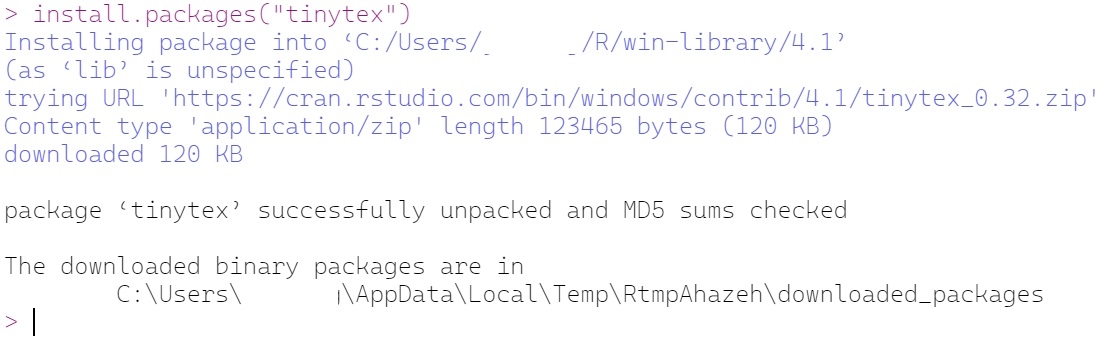 > install.packages("tinytex")
Installing package into ‘C:/Users/ /R/win-library/4.1’
(as ‘lib’ is unspecified)
trying URL 'https://cran.rstudio.com/bin/windows/contrib/4.1/tinytex_0.32.zip'
Content type 'application/zip' length 123465 bytes (120 KB)
downloaded 120 KB
package ‘tinytex’ successfully unpacked and MD5 sums checked
The downloaded binary packages are in
C:\Users\ \AppData\Local\Temp\RtmpAhazeh\downloaded_packages
>